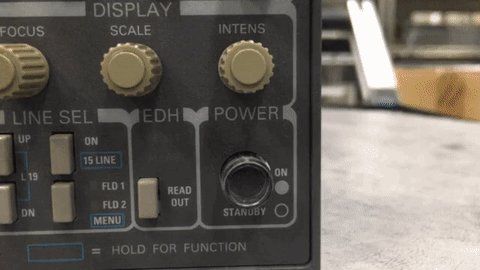 DISPLAY
FOCUS
SCALE
INTENS
LINE SEL
EDH
POWER
UP
ON
15 LINE
L 19
FLD 1
FLD 2
DN
MENU
READ
OUT
ON
STANDBY
= HOLD FOR FUNCTION